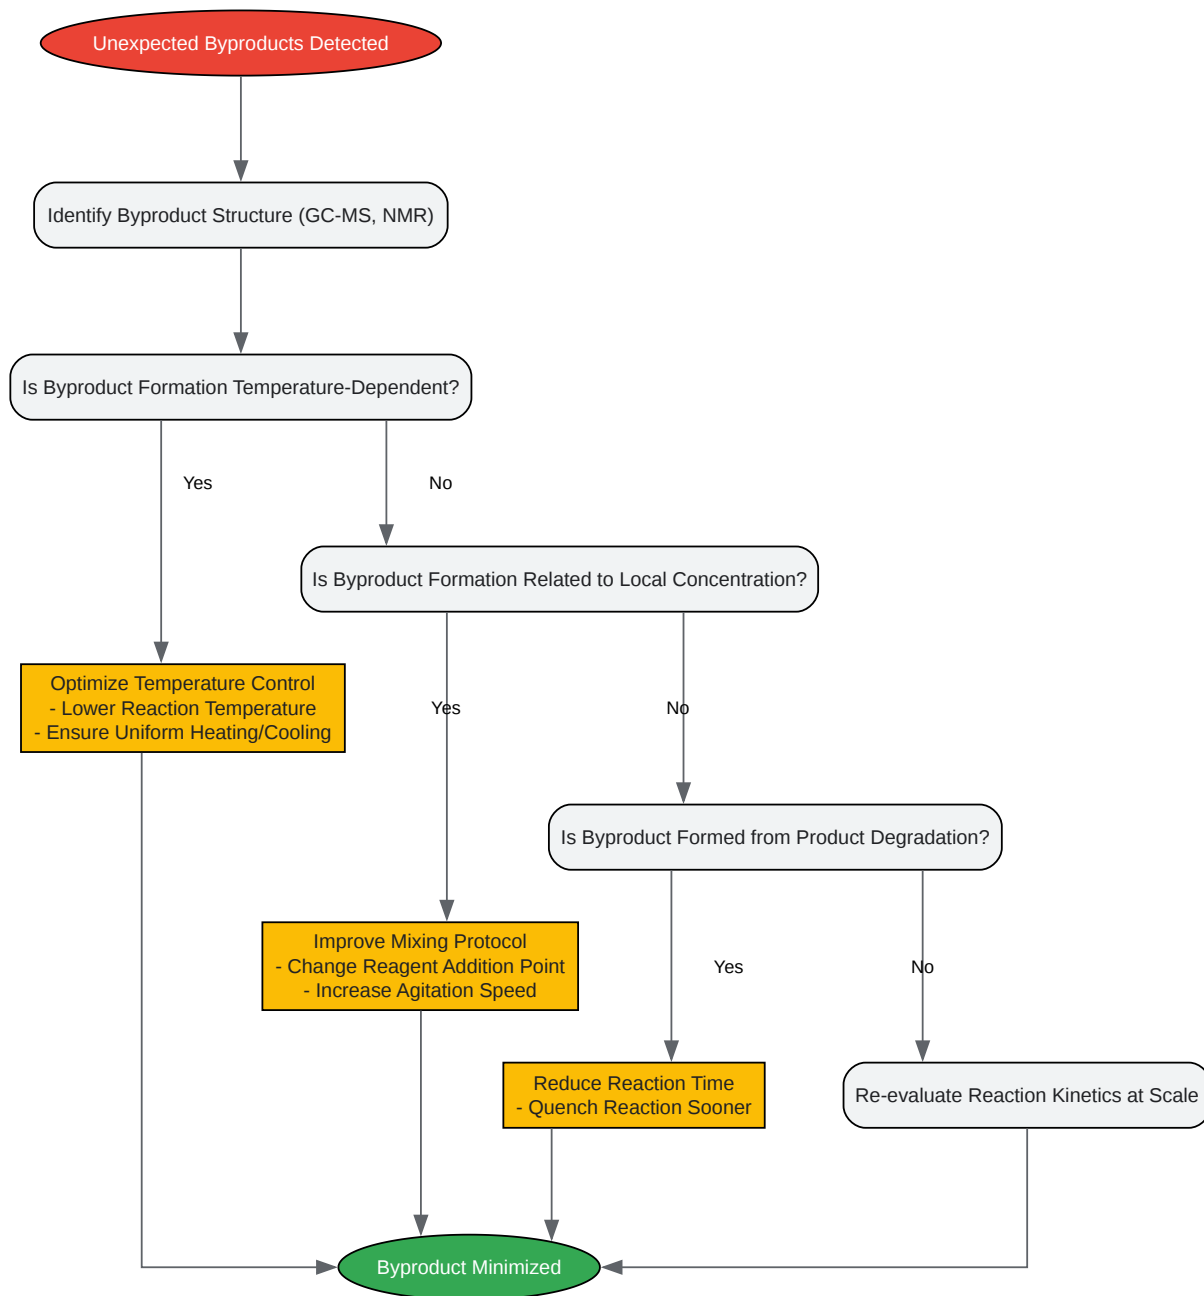 Unexpected Byproducts Detected
Identify Byproduct Structure (GC-MS, NMR)
Is Byproduct Formation Temperature-Dependent?
Yes
No
Is Byproduct Formation Related to Local Concentration?
Optimize Temperature Control
- Lower Reaction Temperature
- Ensure Uniform Heating/Cooling
Yes
No
Is Byproduct Formed from Product Degradation?
Improve Mixing Protocol
- Change Reagent Addition Point
- Increase Agitation Speed
Yes
No
Reduce Reaction Time
- Quench Reaction Sooner
Re-evaluate Reaction Kinetics at Scale
Byproduct Minimized